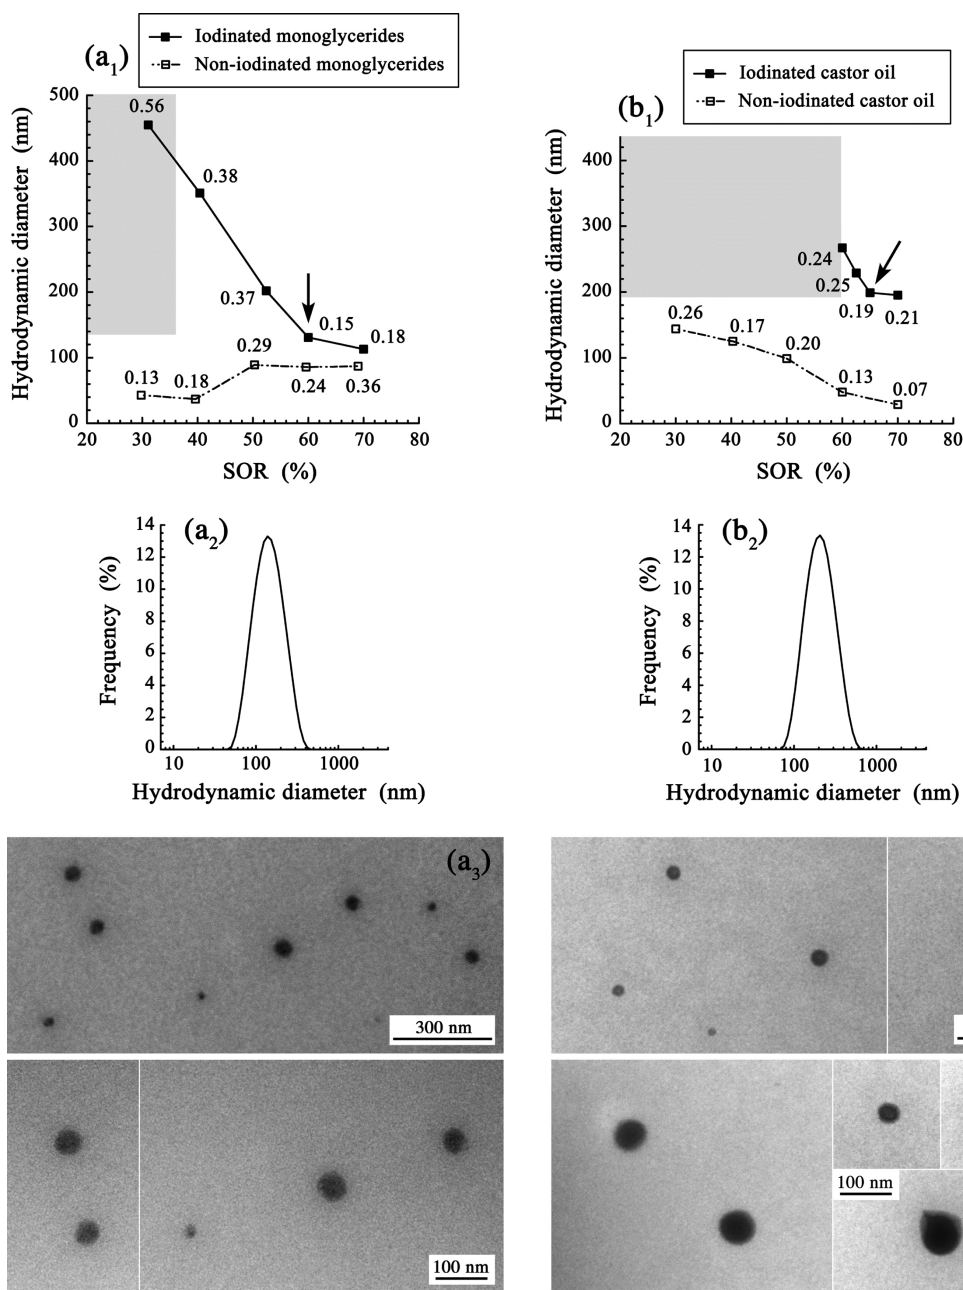 Iodinated monoglycerides
Non-iodinated monoglycerides
(a1)
Hydrodynamic diameter (nm)
500
400
300
200
100
0
0.56
0.38
0.37
0.15
0.18
0.13
0.18
0.29
0.24
0.36
20 30 40 50 60 70 80
SOR (%)
Iodinated castor oil
Non-iodinated castor oil
(b1)
Hydrodynamic diameter (nm)
400
300
200
100
0
0.24
0.25
0.19
0.21
0.26
0.17
0.20
0.13
0.07
20 30 40 50 60 70 80
SOR (%)
(a2)
Frequency (%)
14
12
10
8
6
4
2
0
10 100 1000
Hydrodynamic diameter (nm)
(b2)
Frequency (%)
14
12
10
8
6
4
2
0
10 100 1000
Hydrodynamic diameter (nm)
(a3)
300 nm
100 nm
100 nm